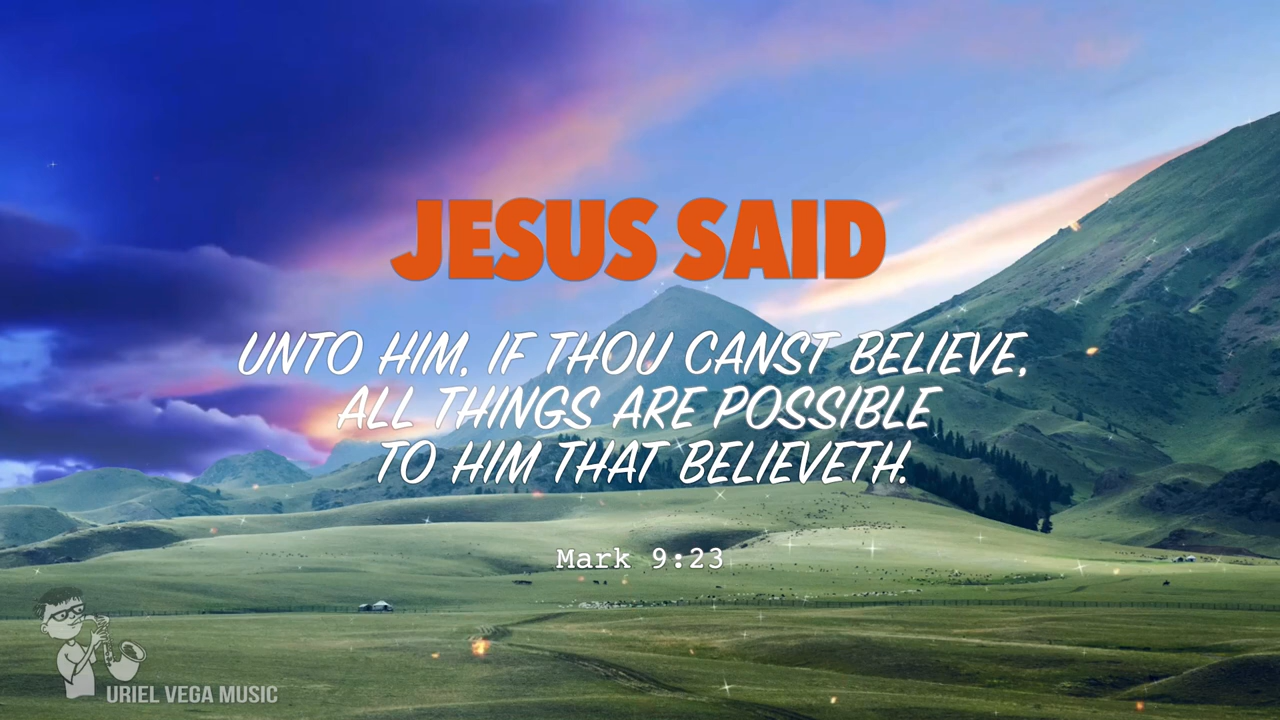 JESUS SAID
UNTO HIM, IF THOU CANST BELIEVE,
ALL THINGS ARE POSSIBLE
TO HIM THAT BELIEVETH.
Mark 9:23
URIEL VEGA MUSIC